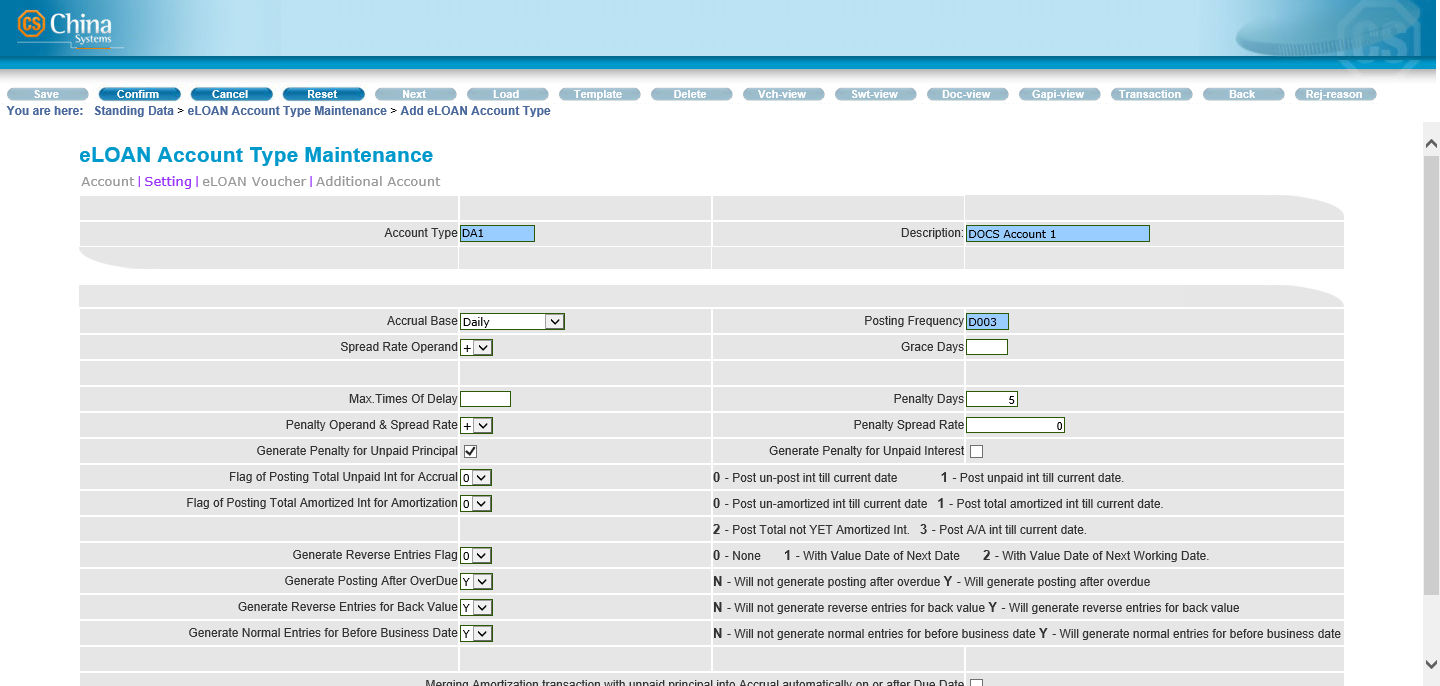 CS China Systems
Save Confirm Cancel Reset Next Load Template Delete Vch-view Swt-view Doc-view Gapi-view Transaction Back Rej-reason
You are here: Standing Data > eLOAN Account Type Maintenance > Add eLOAN Account Type
eLOAN Account Type Maintenance
Account | Setting | eLOAN Voucher | Additional Account
Account Type DA1 Description: DOCS Account 1
Accrual Base Daily Posting Frequency D003
Spread Rate Operand + Grace Days
Max.Times Of Delay Penalty Days 5
Penalty Operand & Spread Rate + Penalty Spread Rate 0
Generate Penalty for Unpaid Principal Generate Penalty for Unpaid Interest
Flag of Posting Total Unpaid Int for Accrual 0 0 - Post un-post int till current date 1 - Post unpaid int till current date.
Flag of Posting Total Amortized Int for Amortization 0 0 - Post un-amortized int till current date 1 - Post total amortized int till current date.
2 - Post Total not YET Amortized Int. 3 - Post A/A int till current date.
Generate Reverse Entries Flag 0 0 - None 1 - With Value Date of Next Date 2 - With Value Date of Next Working Date.
Generate Posting After OverDue Y N - Will not generate posting after overdue Y - Will generate posting after overdue
Generate Reverse Entries for Back Value Y N - Will not generate reverse entries for back value Y - Will generate reverse entries for back value
Generate Normal Entries for Before Business Date Y N - Will not generate normal entries for before business date Y - Will generate normal entries for before business date
Merging Amortization transaction with unpaid principal into Accrual automatically on or after Due Date